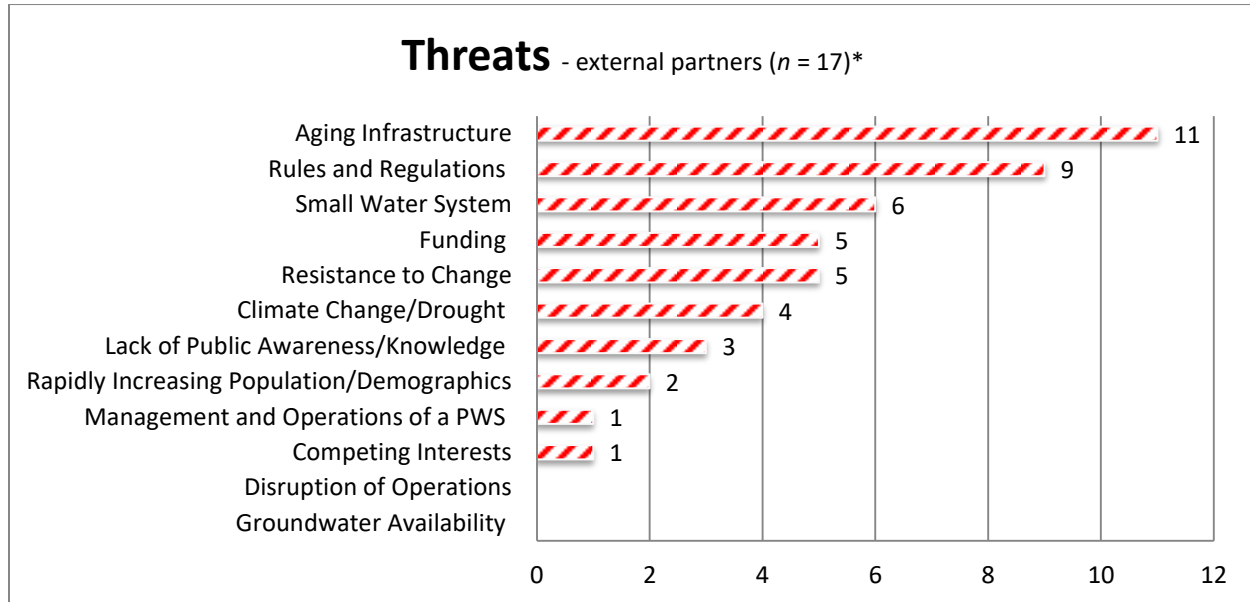 Threats - external partners (n = 17)*
Aging Infrastructure 11
Rules and Regulations 9
Small Water System 6
Funding 5
Resistance to Change 5
Climate Change/Drought 4
Lack of Public Awareness/Knowledge 3
Rapidly Increasing Population/Demographics 2
Management and Operations of a PWS 1
Competing Interests 1
Disruption of Operations
Groundwater Availability
0 2 4 6 8 10 12